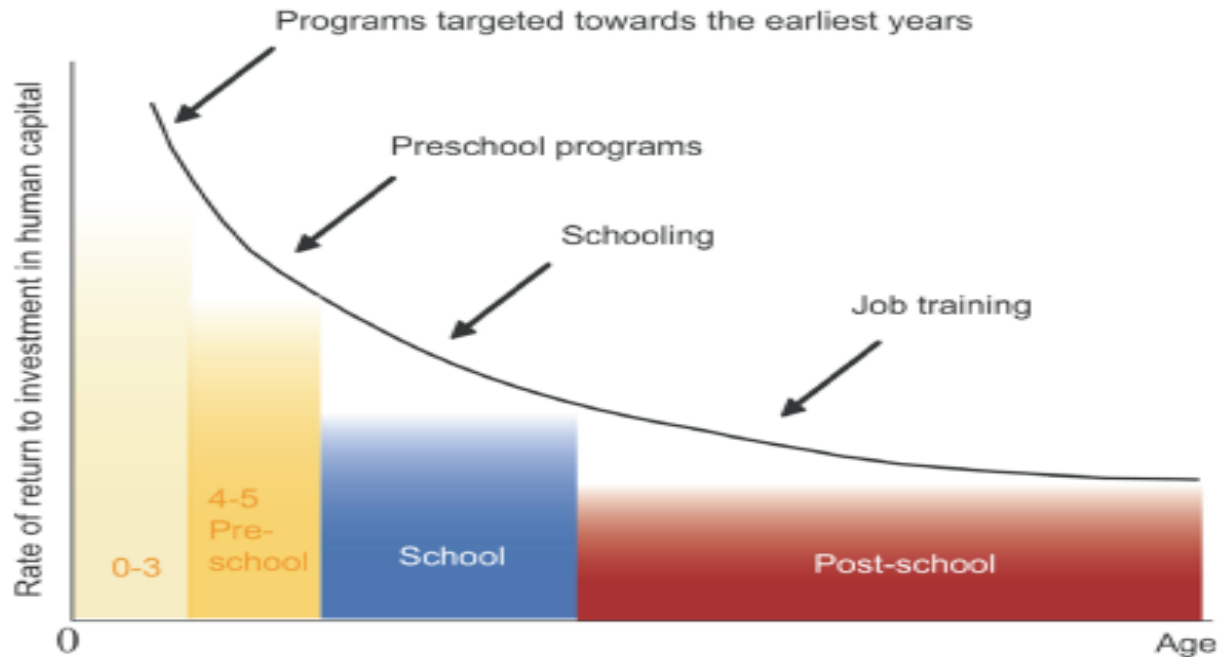 Programs targeted towards the earliest years
Preschool programs
Schooling
Job training
Rate of return to investment in human capital
0-3
4-5
Pre-
school
School
Post-school
0
Age